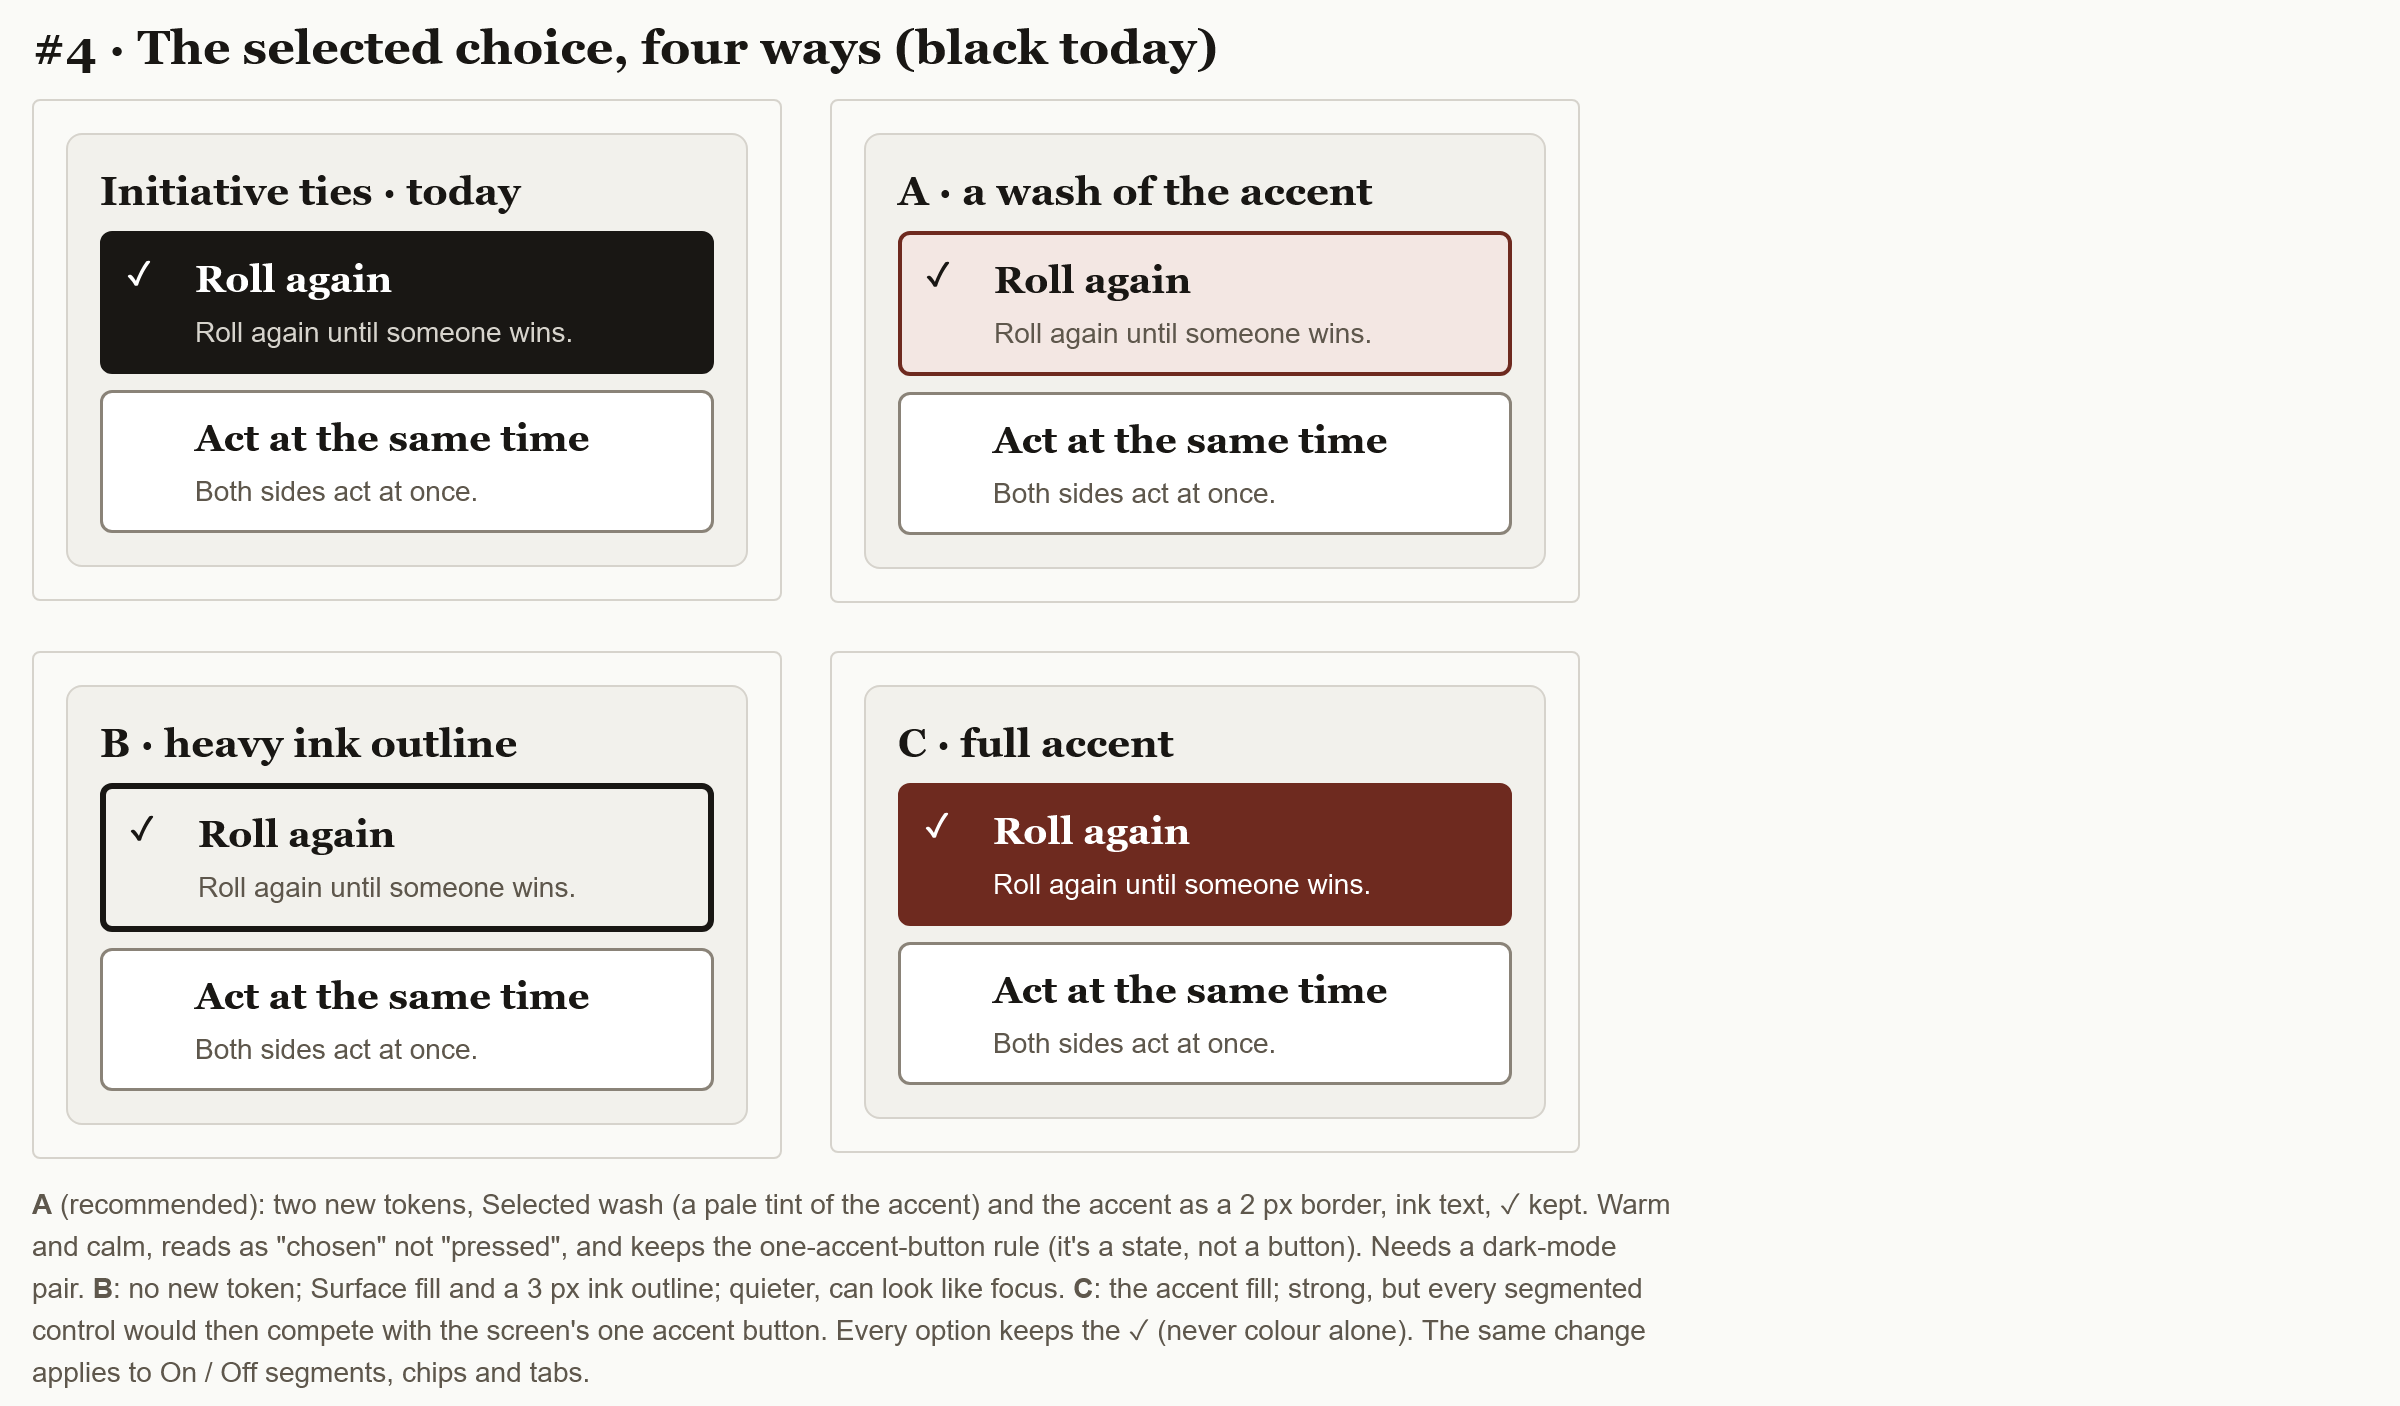 #4 · The selected choice, four ways (black today)
Initiative ties · today
✓ Roll again
Roll again until someone wins.
Act at the same time
Both sides act at once.
A · a wash of the accent
✓ Roll again
Roll again until someone wins.
Act at the same time
Both sides act at once.
B · heavy ink outline
✓ Roll again
Roll again until someone wins.
Act at the same time
Both sides act at once.
C · full accent
✓ Roll again
Roll again until someone wins.
Act at the same time
Both sides act at once.
A (recommended): two new tokens, Selected wash (a pale tint of the accent) and the accent as a 2 px border, ink text, ✓ kept. Warm
and calm, reads as "chosen" not "pressed", and keeps the one-accent-button rule (it's a state, not a button). Needs a dark-mode
pair. B: no new token; Surface fill and a 3 px ink outline; quieter, can look like focus. C: the accent fill; strong, but every segmented
control would then compete with the screen's one accent button. Every option keeps the ✓ (never colour alone). The same change
applies to On / Off segments, chips and tabs.